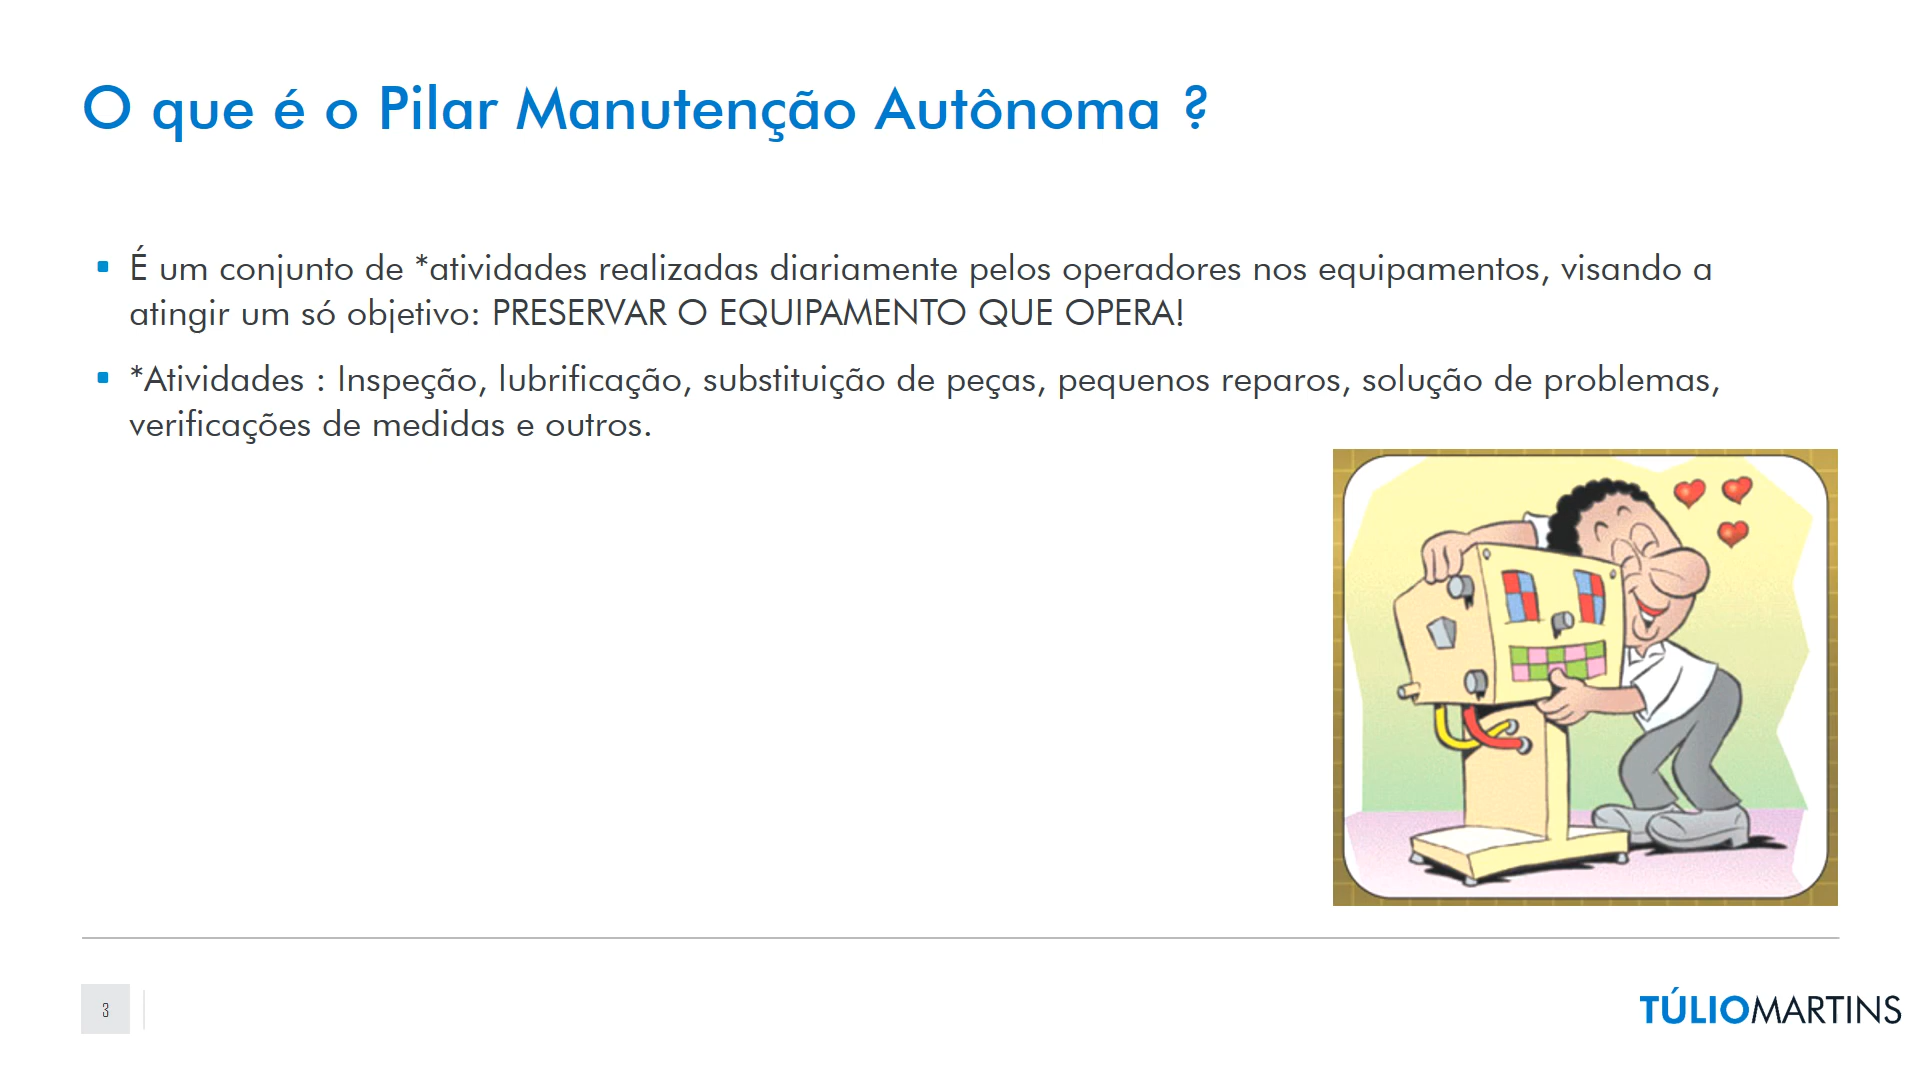 O que é o Pilar Manutenção Autônoma ?
▪ É um conjunto de *atividades realizadas diariamente pelos operadores nos equipamentos, visando a
atingir um só objetivo: PRESERVAR O EQUIPAMENTO QUE OPERA!
▪ *Atividades : Inspeção, lubrificação, substituição de peças, pequenos reparos, solução de problemas,
verificações de medidas e outros.
3
TÚLIOMARTINS